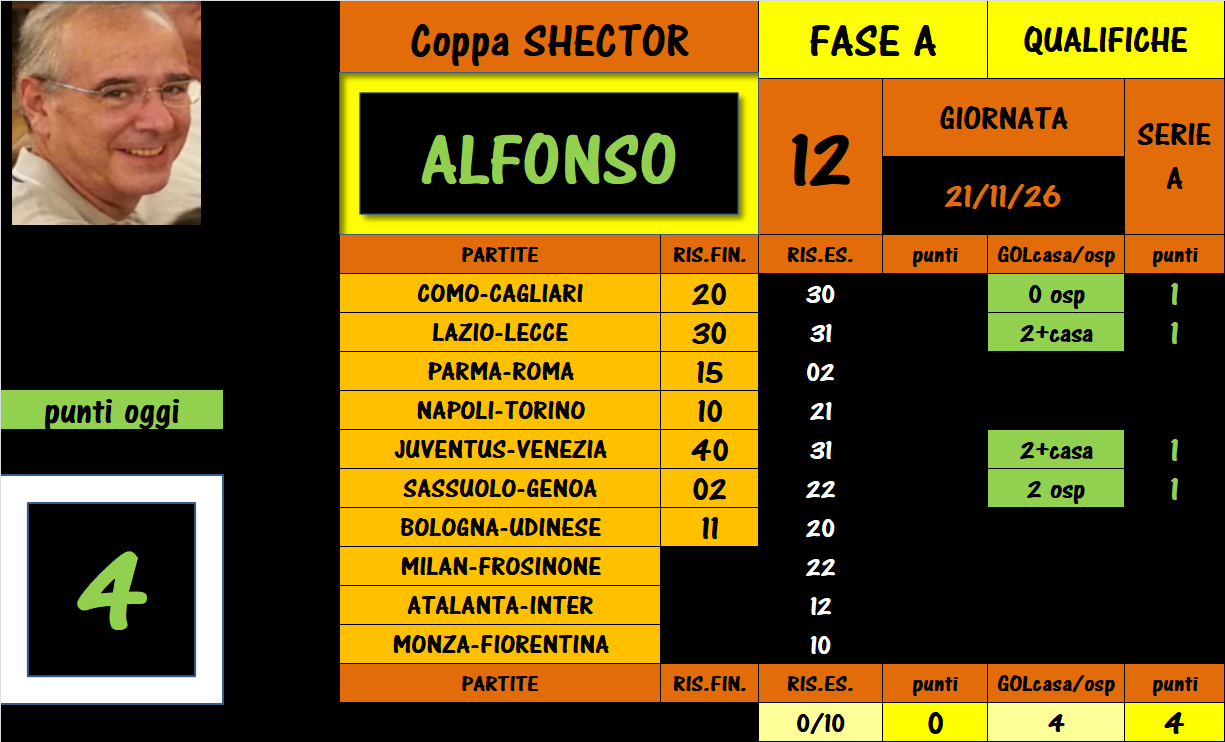 Coppa SHECTOR FASE A QUALIFICHE
ALFONSO 12 GIORNATA SERIE A
21/11/26
PARTITE RIS.FIN. RIS.ES. punti GOLcasa/osp punti
COMO-CAGLIARI 20 30 0 osp 1
LAZIO-LECCE 30 31 2+casa 1
PARMA-ROMA 15 02
punti oggi
NAPOLI-TORINO 10 21
JUVENTUS-VENEZIA 40 31 2+casa 1
SASSUOLO-GENOA 02 22 2 osp 1
BOLOGNA-UDINESE 11 20
MILAN-FROSINONE 22
4
ATALANTA-INTER 12
MONZA-FIORENTINA 10
PARTITE RIS.FIN. RIS.ES. punti GOLcasa/osp punti
0/10 0 4 4